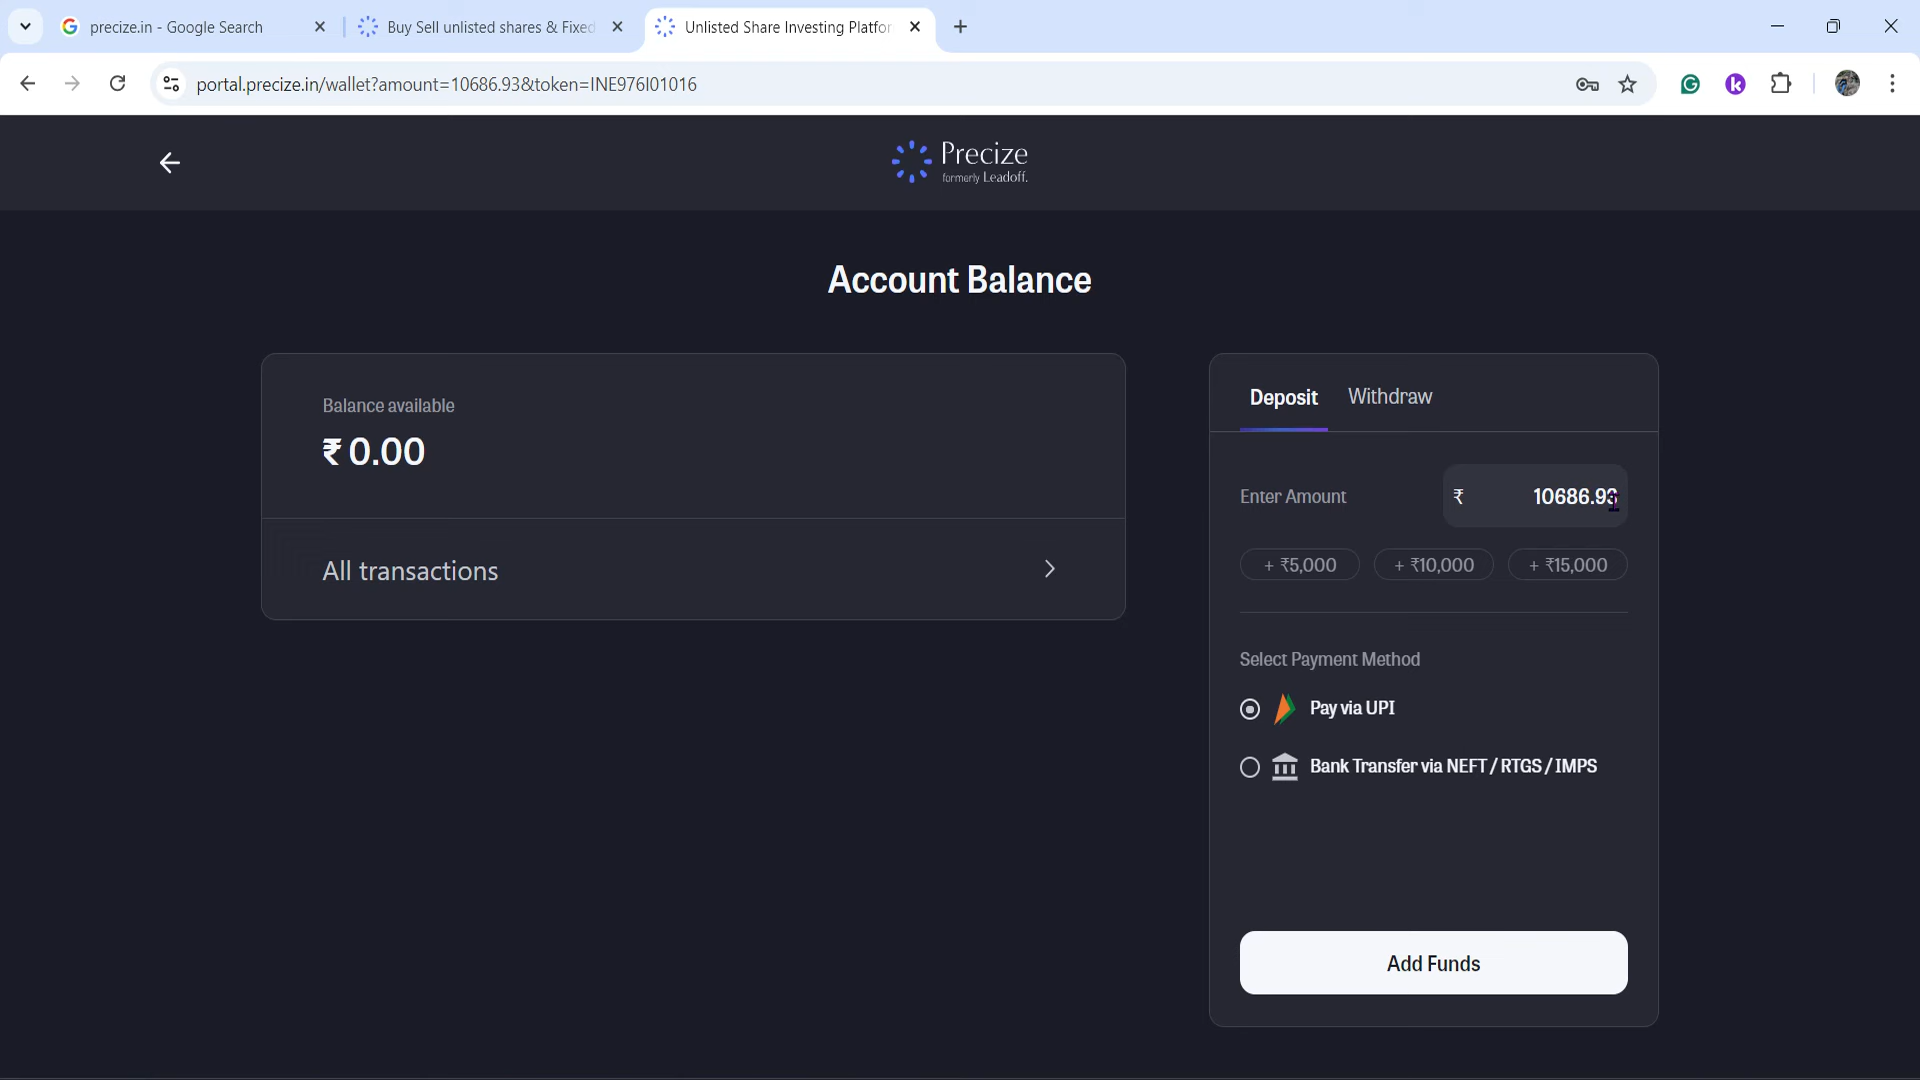 precize.in - Google Search
Buy Sell unlisted shares & Fixed
Unlisted Share Investing Platfor
portal.precize.in/wallet?amount=10686.93&token=INE976I01016
Precize
formerly Leadoff.
Account Balance
Balance available
₹ 0.00
All transactions
Deposit Withdraw
Enter Amount ₹ 10686.93
+ ₹5,000 + ₹10,000 + ₹15,000
Select Payment Method
Pay via UPI
Bank Transfer via NEFT / RTGS / IMPS
Add Funds